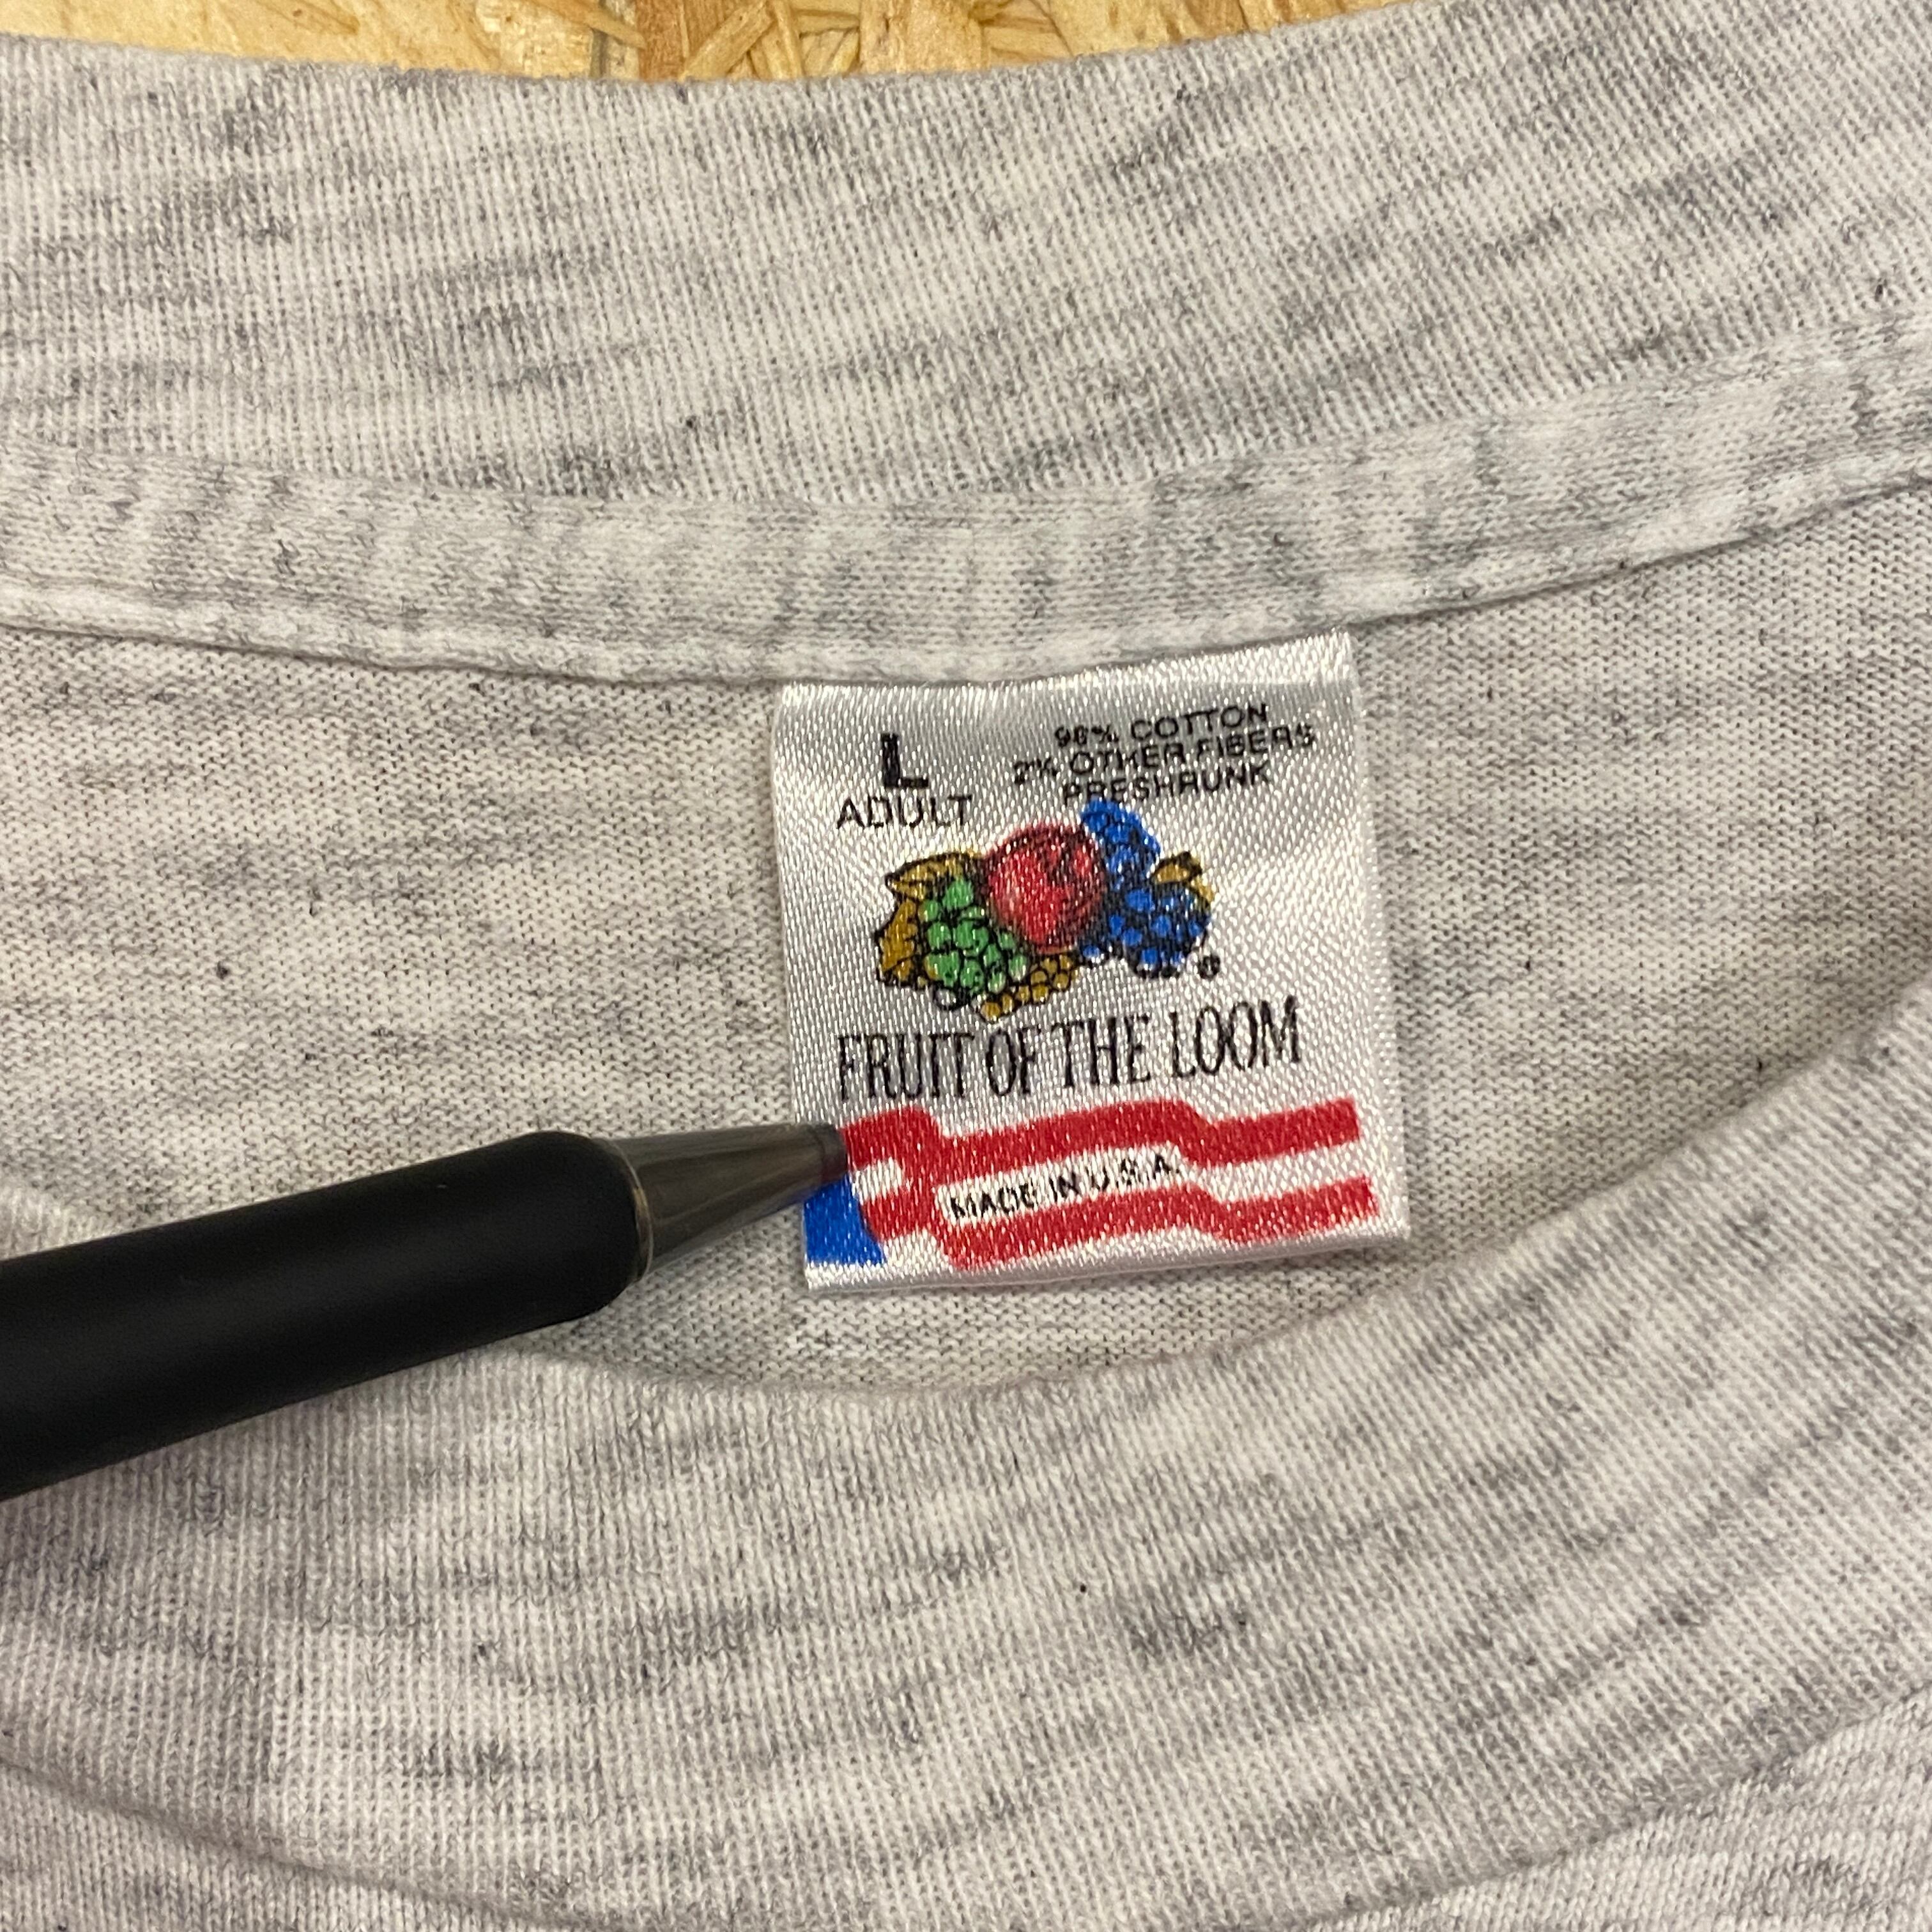 L
ADULT
98% COTTON
2% OTHER FIBERS
PRESHRUNK
®
FRUIT OF THE LOOM
MADE IN U.S.A.